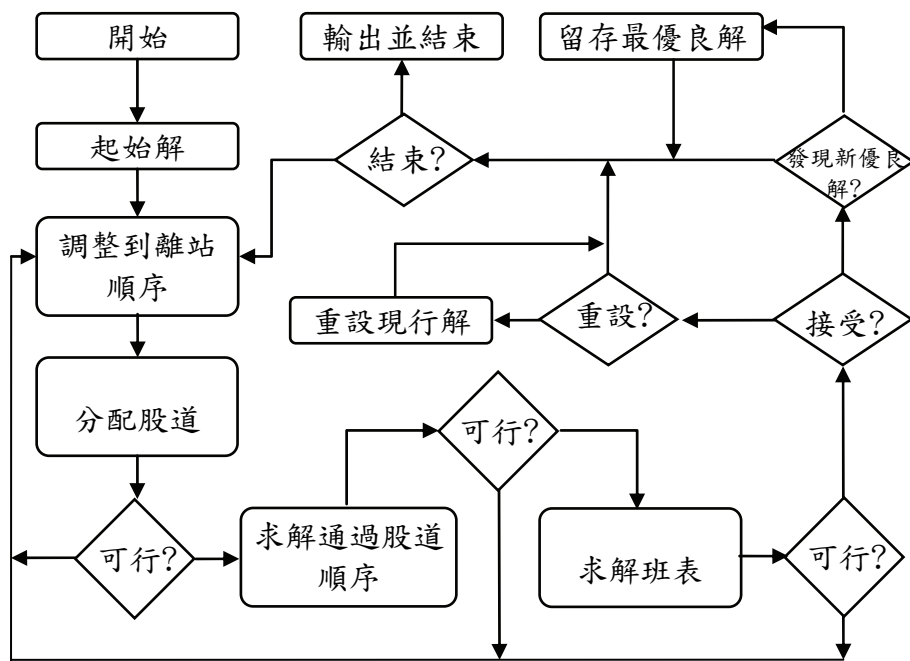 開始
輸出並結束
留存最優良解
起始解
結束?
發現新優良
解?
調整到離站
順序
重設現行解
重設?
接受?
分配股道
可行?
可行?
求解通過股道
順序
求解班表
可行?